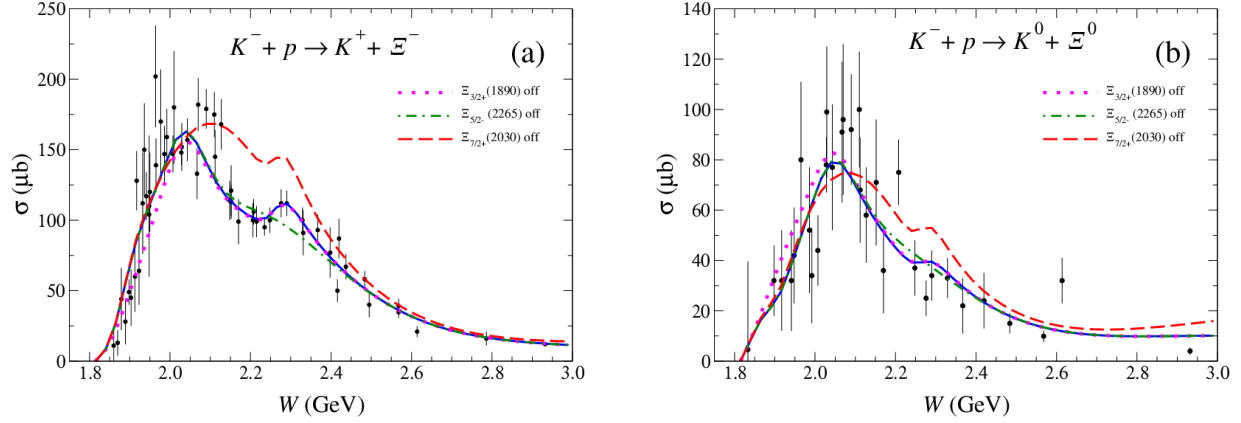 250
200
150
100
50
0
σ (μb)
K⁻ + p → K⁺ + Ξ⁻
(a)
Ξ3/2+(1890) off
Ξ5/2-(2265) off
Ξ7/2+(2030) off
1.8 2.0 2.2 2.4 2.6 2.8 3.0
W (GeV)
140
120
100
80
60
40
20
0
σ (μb)
K⁻ + p → K⁰ + Ξ⁰
(b)
Ξ3/2+(1890) off
Ξ5/2-(2265) off
Ξ7/2+(2030) off
1.8 2.0 2.2 2.4 2.6 2.8 3.0
W (GeV)